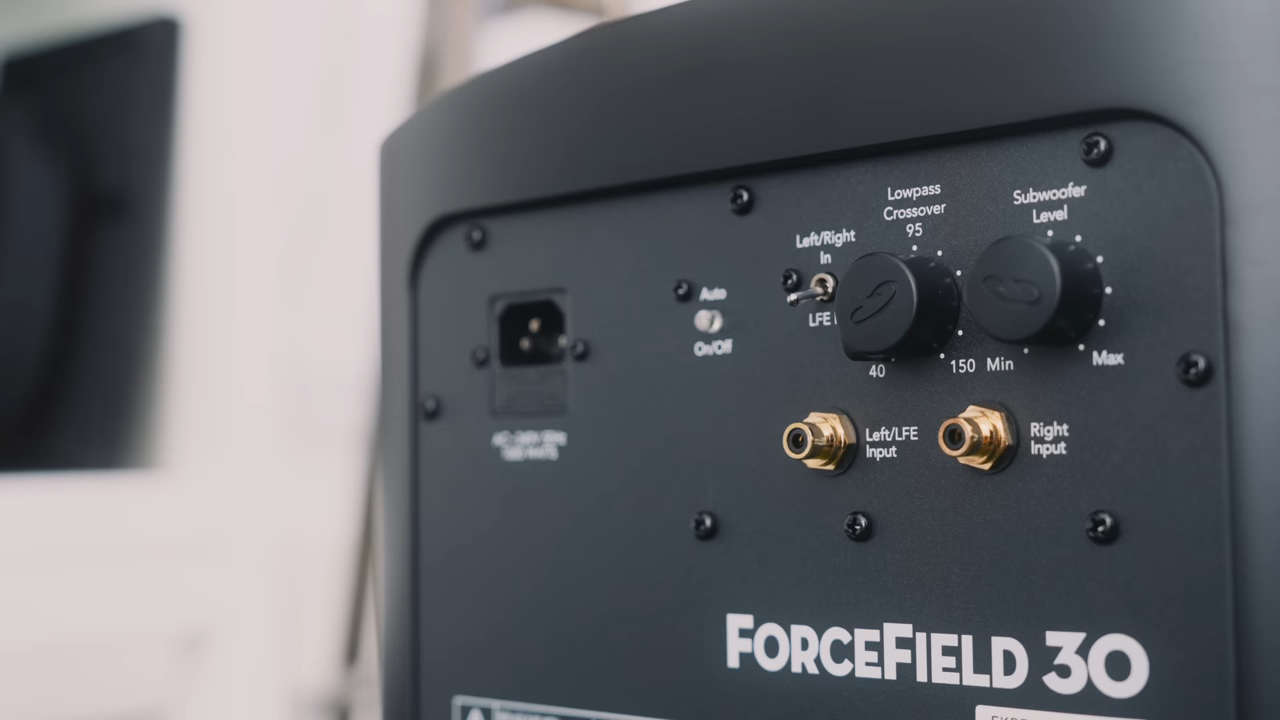 Lowpass
Crossover
95
Subwoofer
Level
Left/Right
In
Auto
On/Off
LFE
40
150
Min
Max
Left/LFE
Input
Right
Input
FORCEFIELD 30